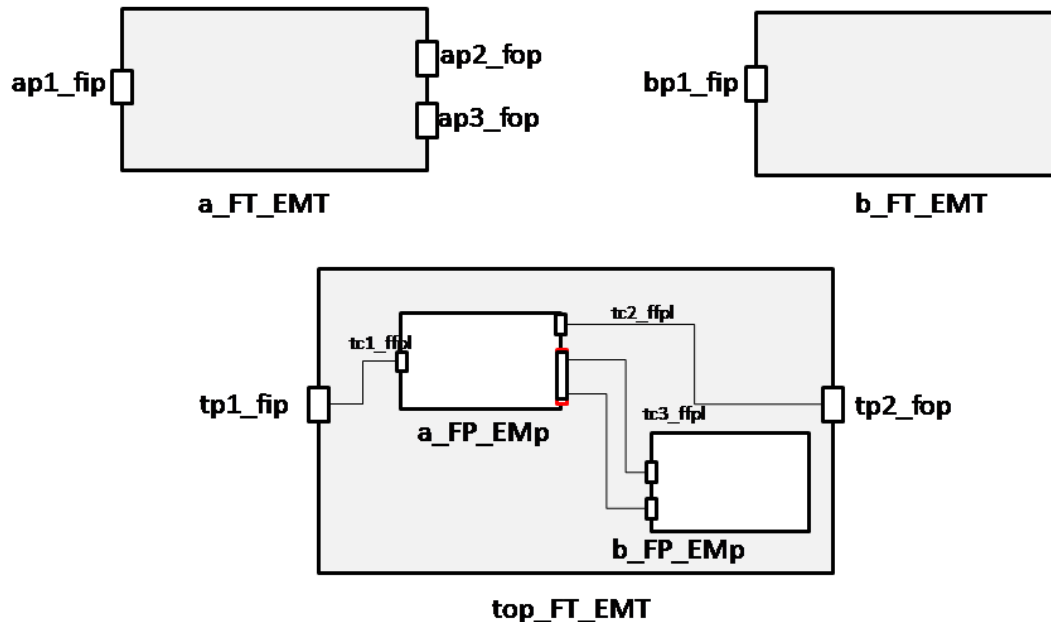 ap1_fip
ap2_fop
ap3_fop
a_FT_EMT
bp1_fip
b_FT_EMT
tc1_ffpl
tc2_ffpl
tp1_fip
a_FP_EMp
tc3_ffpl
tp2_fop
b_FP_EMp
top_FT_EMT